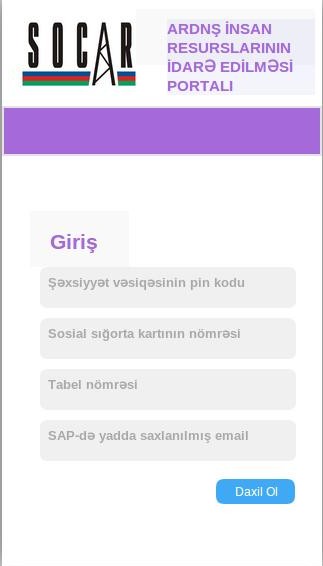 SOCAR
ARDNŞ İNSAN
RESURSLARININ
İDARƏ EDİLMƏSİ
PORTALI
Giriş
Şəxsiyyət vəsiqəsinin pin kodu
Sosial sığorta kartının nömrəsi
Tabel nömrəsi
SAP-də yadda saxlanılmış email
Daxil Ol